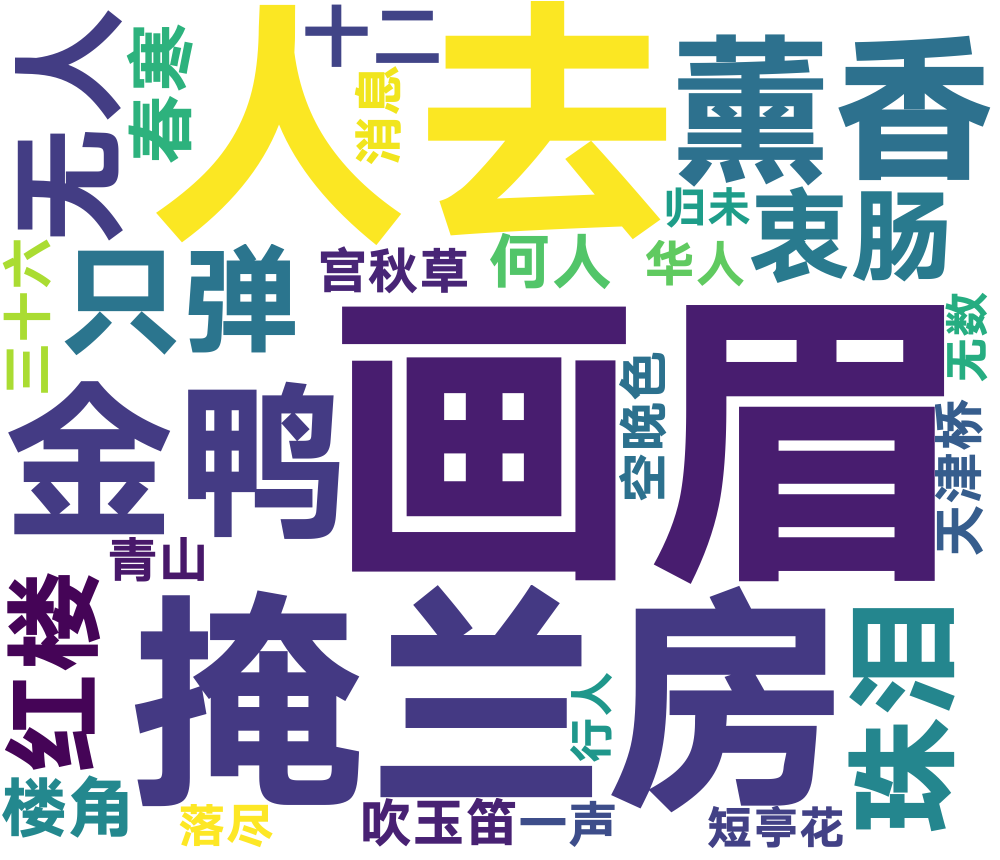 无人
春寒
人去
十二
消息
薰香
归未
衷肠
三十六
只弹
宫秋草
何人
华人
无数
金鸭
画眉
空晚色
天津桥
青山
红楼
掩兰房
行人
珠泪
楼角
落尽
吹玉笛
一声
短亭花